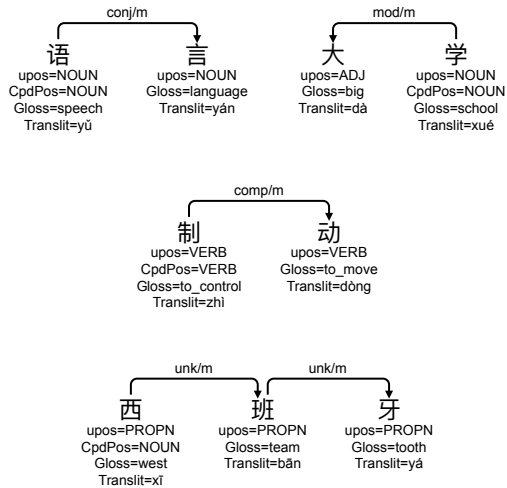 conj/m
语 言
upos=NOUN upos=NOUN
CpdPos=NOUN Gloss=language
Gloss=speech Translit=yán
Translit=yǔ
mod/m
大 学
upos=ADJ upos=NOUN
Gloss=big CpdPos=NOUN
Translit=dà Gloss=school
Translit=xué
comp/m
制 动
upos=VERB upos=VERB
CpdPos=VERB Gloss=to_move
Gloss=to_control Translit=dòng
Translit=zhì
unk/m unk/m
西 班 牙
upos=PROPN upos=PROPN upos=PROPN
CpdPos=NOUN Gloss=team Gloss=tooth
Gloss=west Translit=bān Translit=yá
Translit=xī